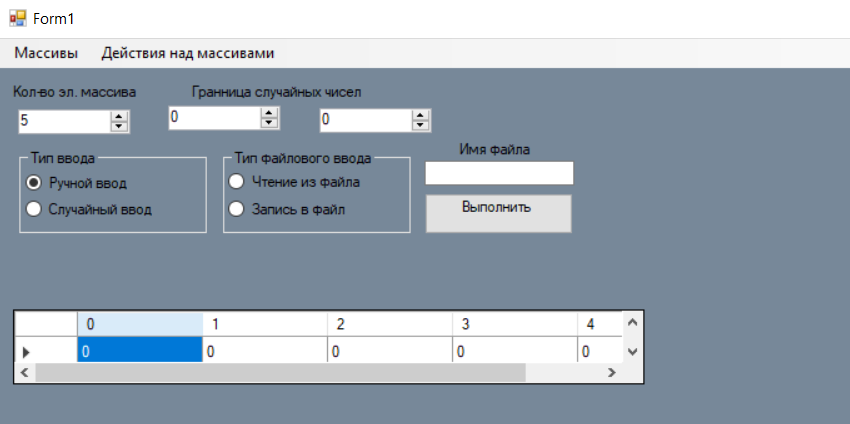 Form1
Массивы Действия над массивами
Кол-во эл. массива Гранница случайных чисел
5 0 0
Имя файла
Тип ввода Тип файлового ввода
Ручной ввод Чтение из файла
Случайный ввод Запись в файл Выполнить
0 1 2 3 4
0 0 0 0 0